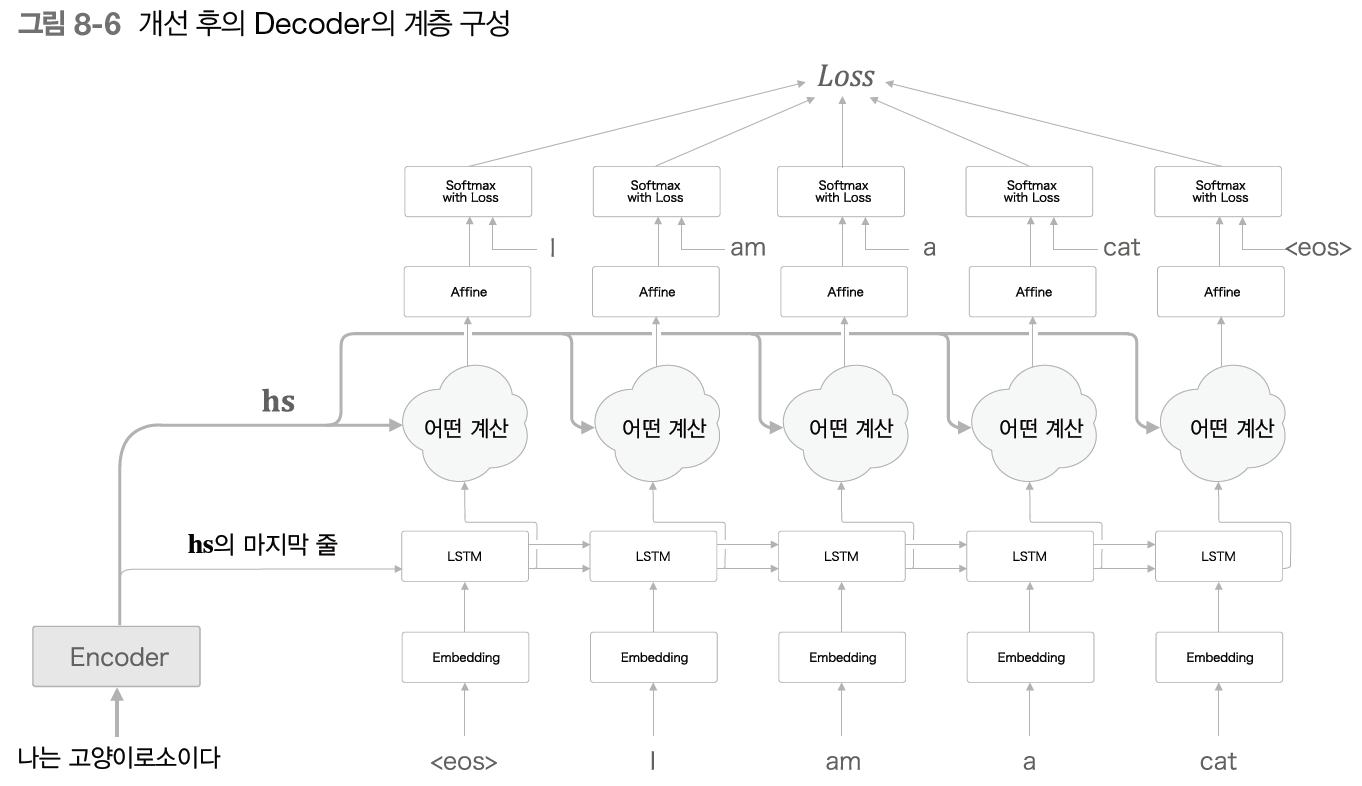 그림 8-6 개선 후의 Decoder의 계층 구성
Loss
Softmax with Loss
Softmax with Loss
Softmax with Loss
Softmax with Loss
Softmax with Loss
I
am
a
cat
<eos>
Affine
Affine
Affine
Affine
Affine
hs
어떤 계산
어떤 계산
어떤 계산
어떤 계산
어떤 계산
hs의 마지막 줄
LSTM
LSTM
LSTM
LSTM
LSTM
Encoder
Embedding
Embedding
Embedding
Embedding
Embedding
나는 고양이로소이다
<eos>
I
am
a
cat